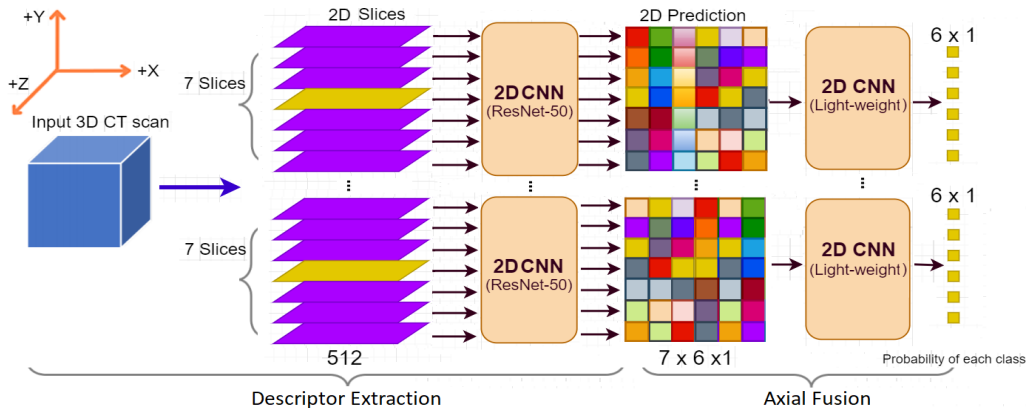 +Y
+X
+Z
Input 3D CT scan
2D Slices
7 Slices
...
7 Slices
512
2D CNN
(ResNet-50)
...
2D CNN
(ResNet-50)
2D Prediction
...
7 x 6 x1
2D CNN
(Light-weight)
...
2D CNN
(Light-weight)
6 x 1
6 x 1
Probability of each class
Descriptor Extraction
Axial Fusion